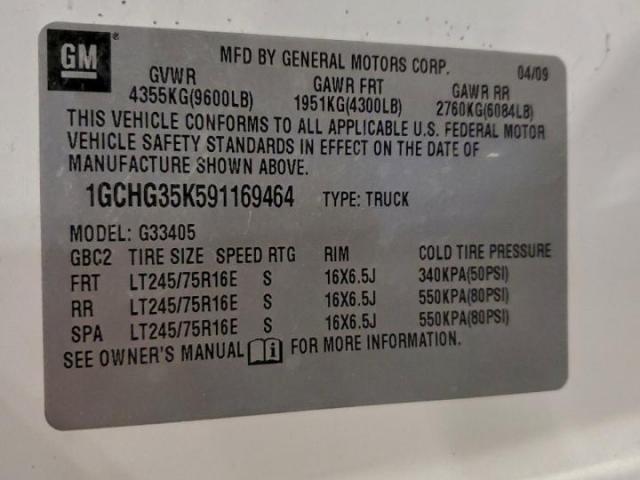 GM
MFD BY GENERAL MOTORS CORP. 04/09
GVWR GAWR FRT GAWR RR
4355KG(9600LB) 1951KG(4300LB) 2760KG(6084LB)
THIS VEHICLE CONFORMS TO ALL APPLICABLE U.S. FEDERAL MOTOR
VEHICLE SAFETY STANDARDS IN EFFECT ON THE DATE OF
MANUFACTURE SHOWN ABOVE.
1GCHG35K591169464 TYPE: TRUCK
MODEL: G33405
GBC2 TIRE SIZE SPEED RTG RIM COLD TIRE PRESSURE
FRT LT245/75R16E S 16X6.5J 340KPA(50PSI)
RR LT245/75R16E S 16X6.5J 550KPA(80PSI)
SPA LT245/75R16E S 16X6.5J 550KPA(80PSI)
SEE OWNER'S MANUAL i FOR MORE INFORMATION.